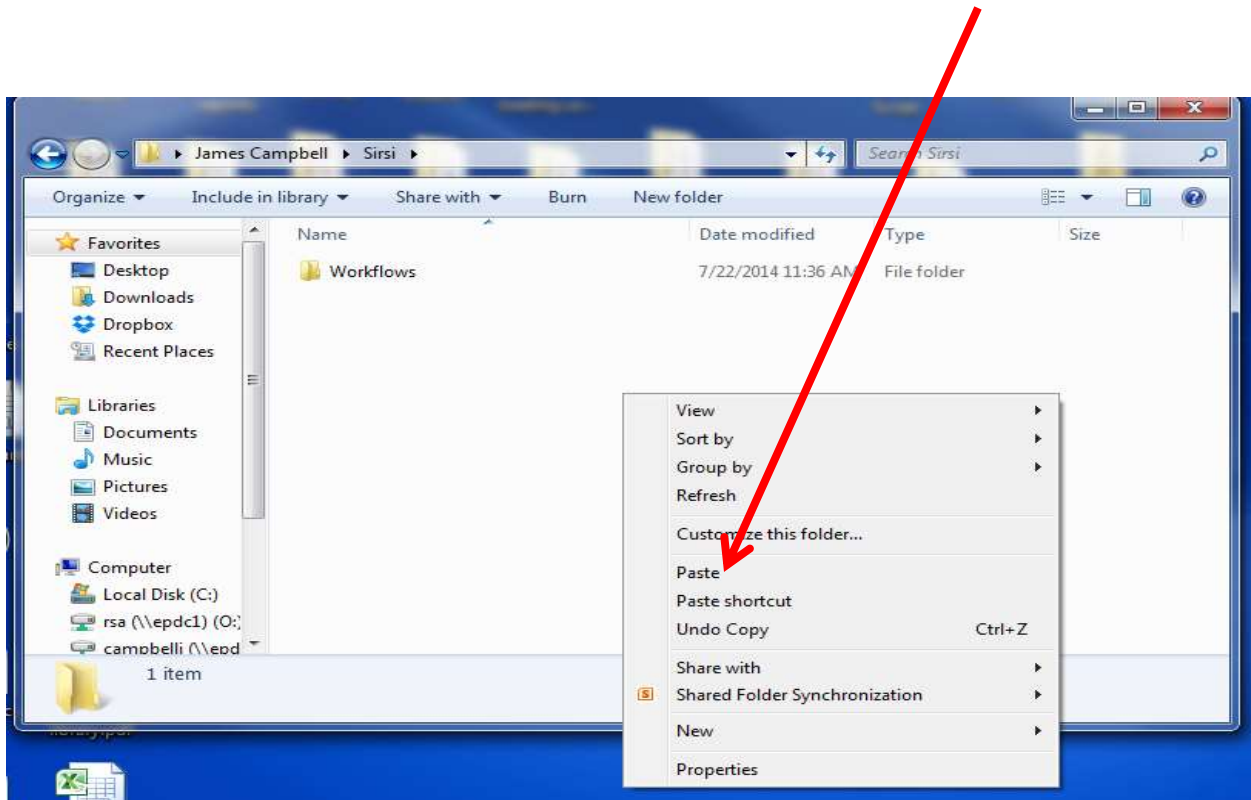 James Campbell ▸ Sirsi ▸
Search Sirsi
Organize Include in library Share with Burn New folder
Name Date modified Type Size
Favorites
Desktop
Downloads
Dropbox
Recent Places
Libraries
Documents
Music
Pictures
Videos
Computer
Local Disk (C:)
rsa (\\epdc1) (O:)
campbellj (\\epd
Workflows 7/22/2014 11:36 AM File folder
View
Sort by
Group by
Refresh
Customize this folder...
Paste
Paste shortcut
Undo Copy Ctrl+Z
Share with
S Shared Folder Synchronization
New
Properties
1 item